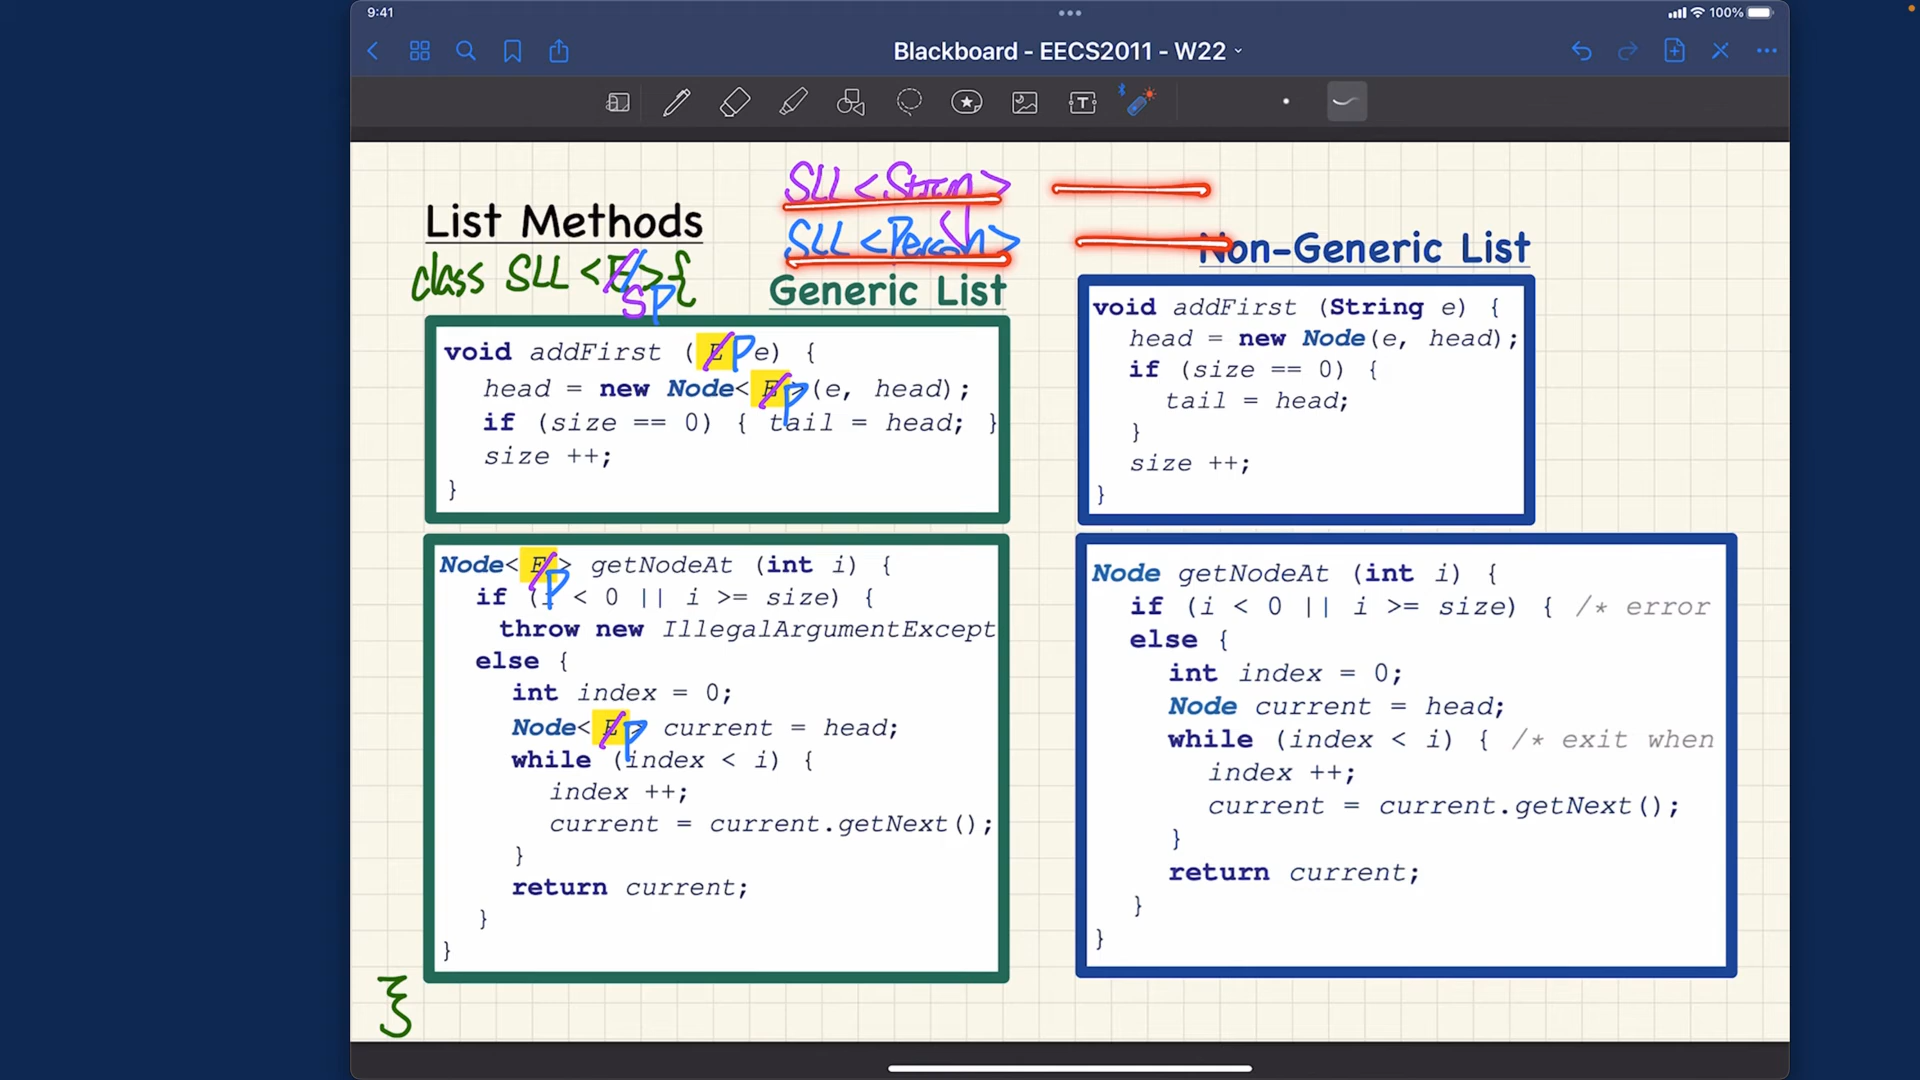 9:41
100%
Blackboard - EECS2011 - W22
List Methods
class SLL <E> {
S P
SLL <String>
SLL <Person>
Generic List
void addFirst ( E P e) {
head = new Node< E P >(e, head);
if (size == 0) { tail = head; }
size ++;
}
Node< E P > getNodeAt (int i) {
if (i < 0 || i >= size) {
throw new IllegalArgumentExcept
else {
int index = 0;
Node< E P > current = head;
while (index < i) {
index ++;
current = current.getNext();
}
return current;
}
}
}
Non-Generic List
void addFirst (String e) {
head = new Node(e, head);
if (size == 0) {
tail = head;
}
size ++;
}
Node getNodeAt (int i) {
if (i < 0 || i >= size) { /* error
else {
int index = 0;
Node current = head;
while (index < i) { /* exit when
index ++;
current = current.getNext();
}
return current;
}
}